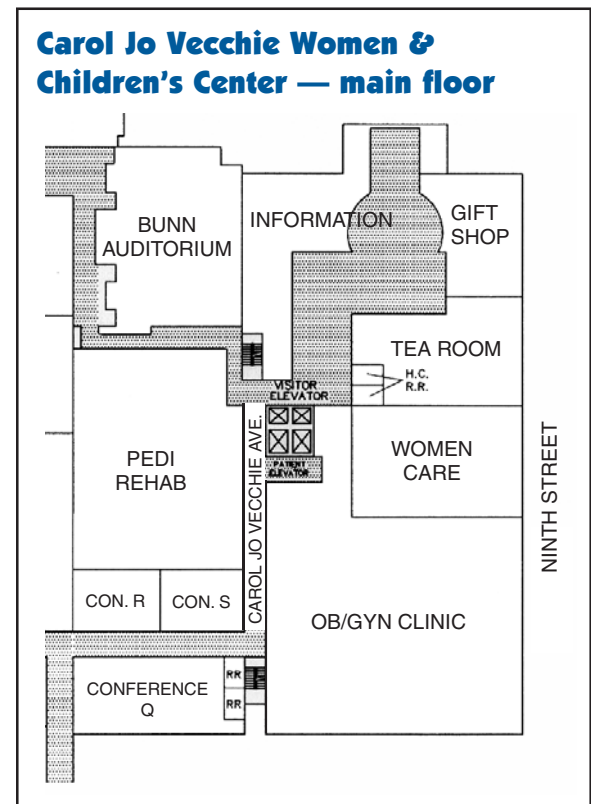 Carol Jo Vecchie Women &
Children's Center — main floor
BUNN
AUDITORIUM
INFORMATION
GIFT
SHOP
TEA ROOM
H.C.
R.R.
VISITOR
ELEVATOR
PEDI
REHAB
CAROL JO VECCHIE AVE.
PATIENT
ELEVATOR
WOMEN
CARE
NINTH STREET
CON. R
CON. S
OB/GYN CLINIC
CONFERENCE
Q
RR
RR